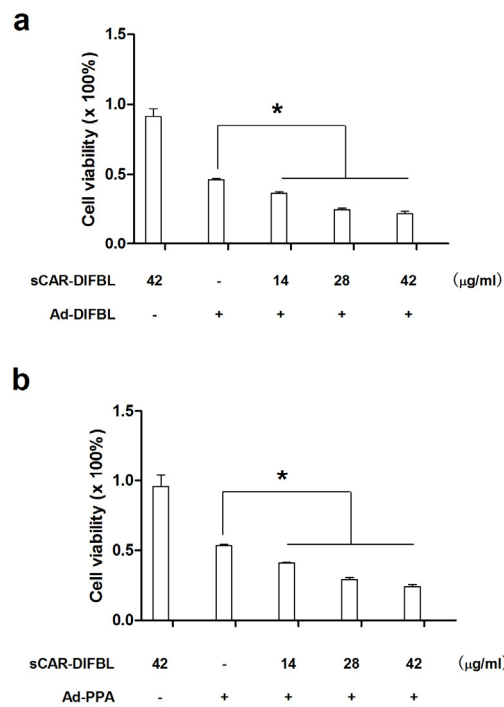 a
Cell viability (x 100%)
1.5
1.0
0.5
0.0
*
sCAR-DIFBL 42 - 14 28 42 (μg/ml)
Ad-DIFBL - + + + +
b
Cell viability (x 100%)
1.5
1.0
0.5
0.0
*
sCAR-DIFBL 42 - 14 28 42 (μg/ml)
Ad-PPA - + + + +